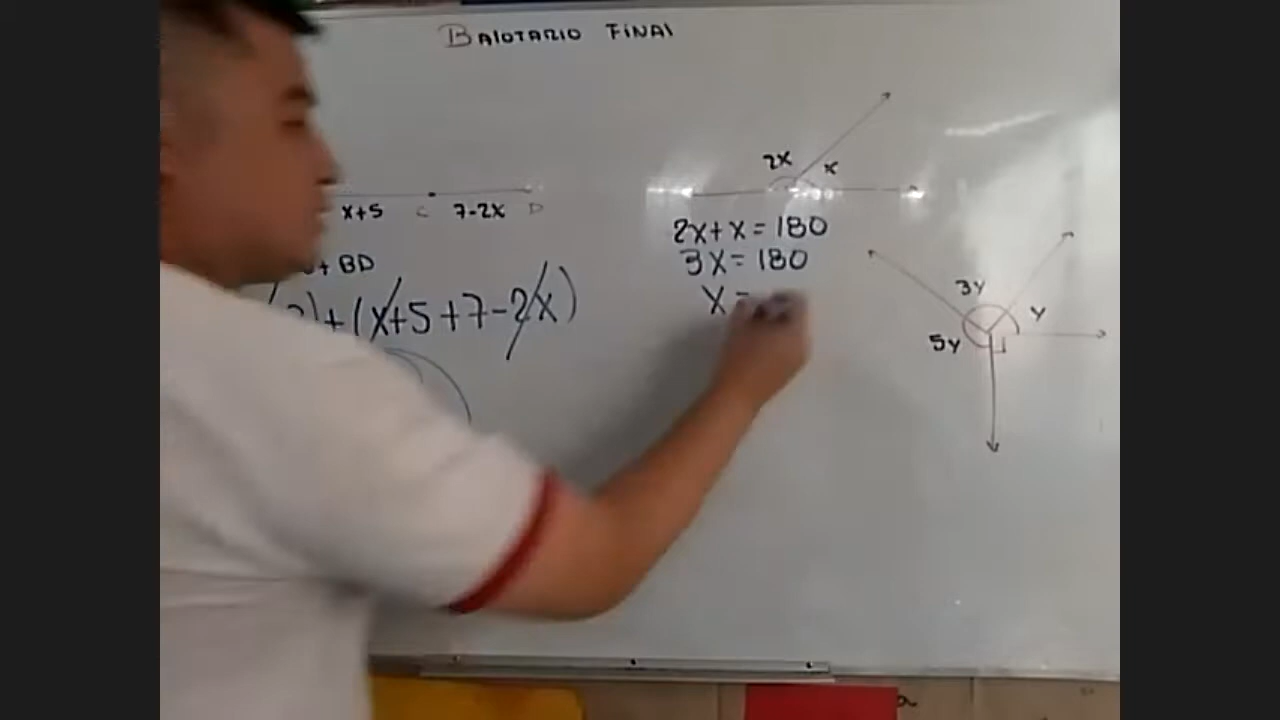 BALOTARIO FINAL
x+5 C 7-2X D
+ BD
)+(x+5+7-2x)
2X X
2X+X=180
3X=180
X=
3Y
Y
5Y